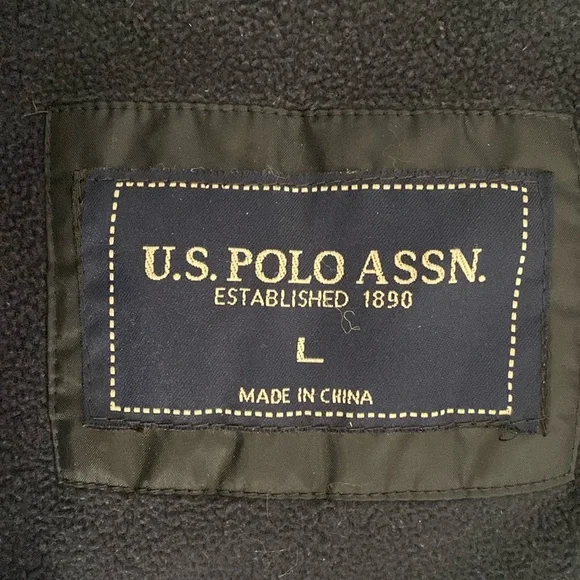 U.S. POLO ASSN.
ESTABLISHED 1890
L
MADE IN CHINA